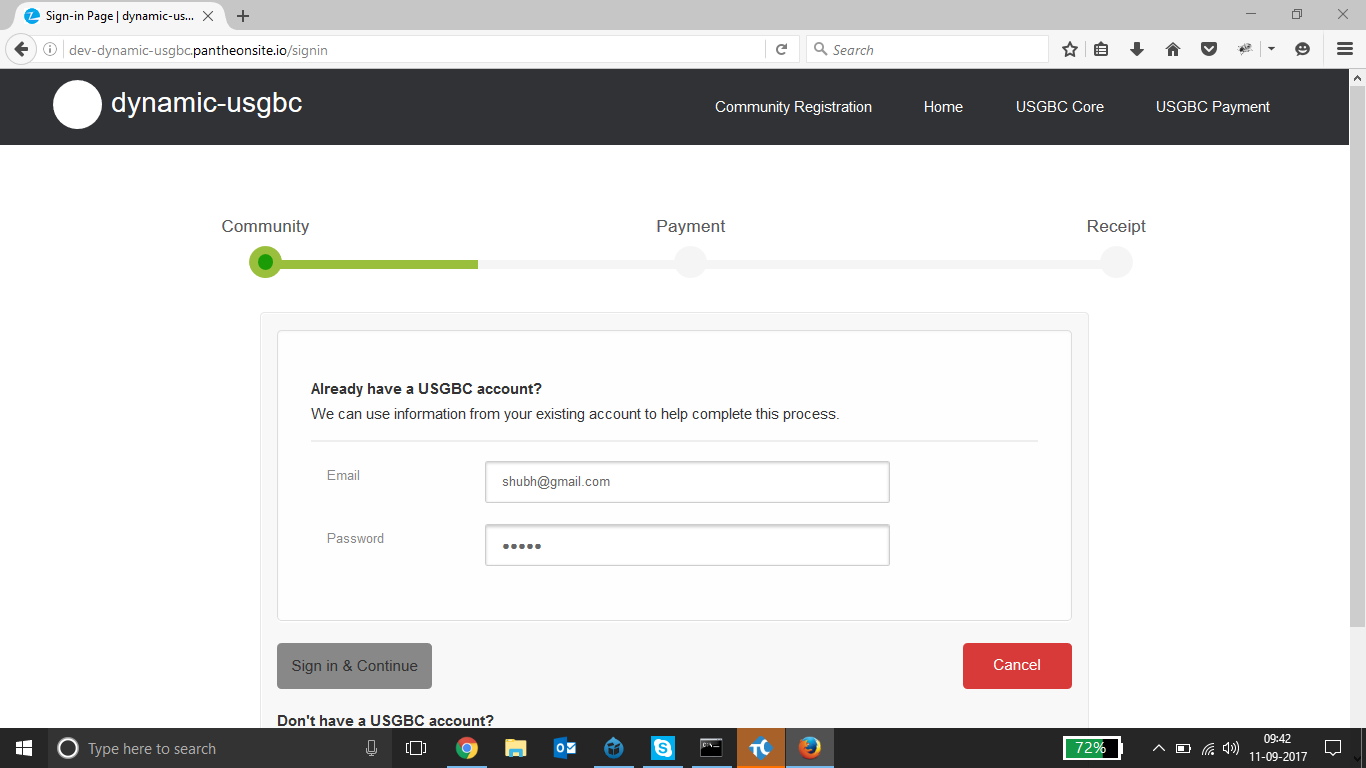 Sign-in Page | dynamic-us...
dev-dynamic-usgbc.pantheonsite.io/signin
Search
dynamic-usgbc
Community Registration
Home
USGBC Core
USGBC Payment
Community
Payment
Receipt
Already have a USGBC account?
We can use information from your existing account to help complete this process.
Email
shubh@gmail.com
Password
•••••
Sign in & Continue
Cancel
Don't have a USGBC account?
Type here to search
72%
09:42
11-09-2017